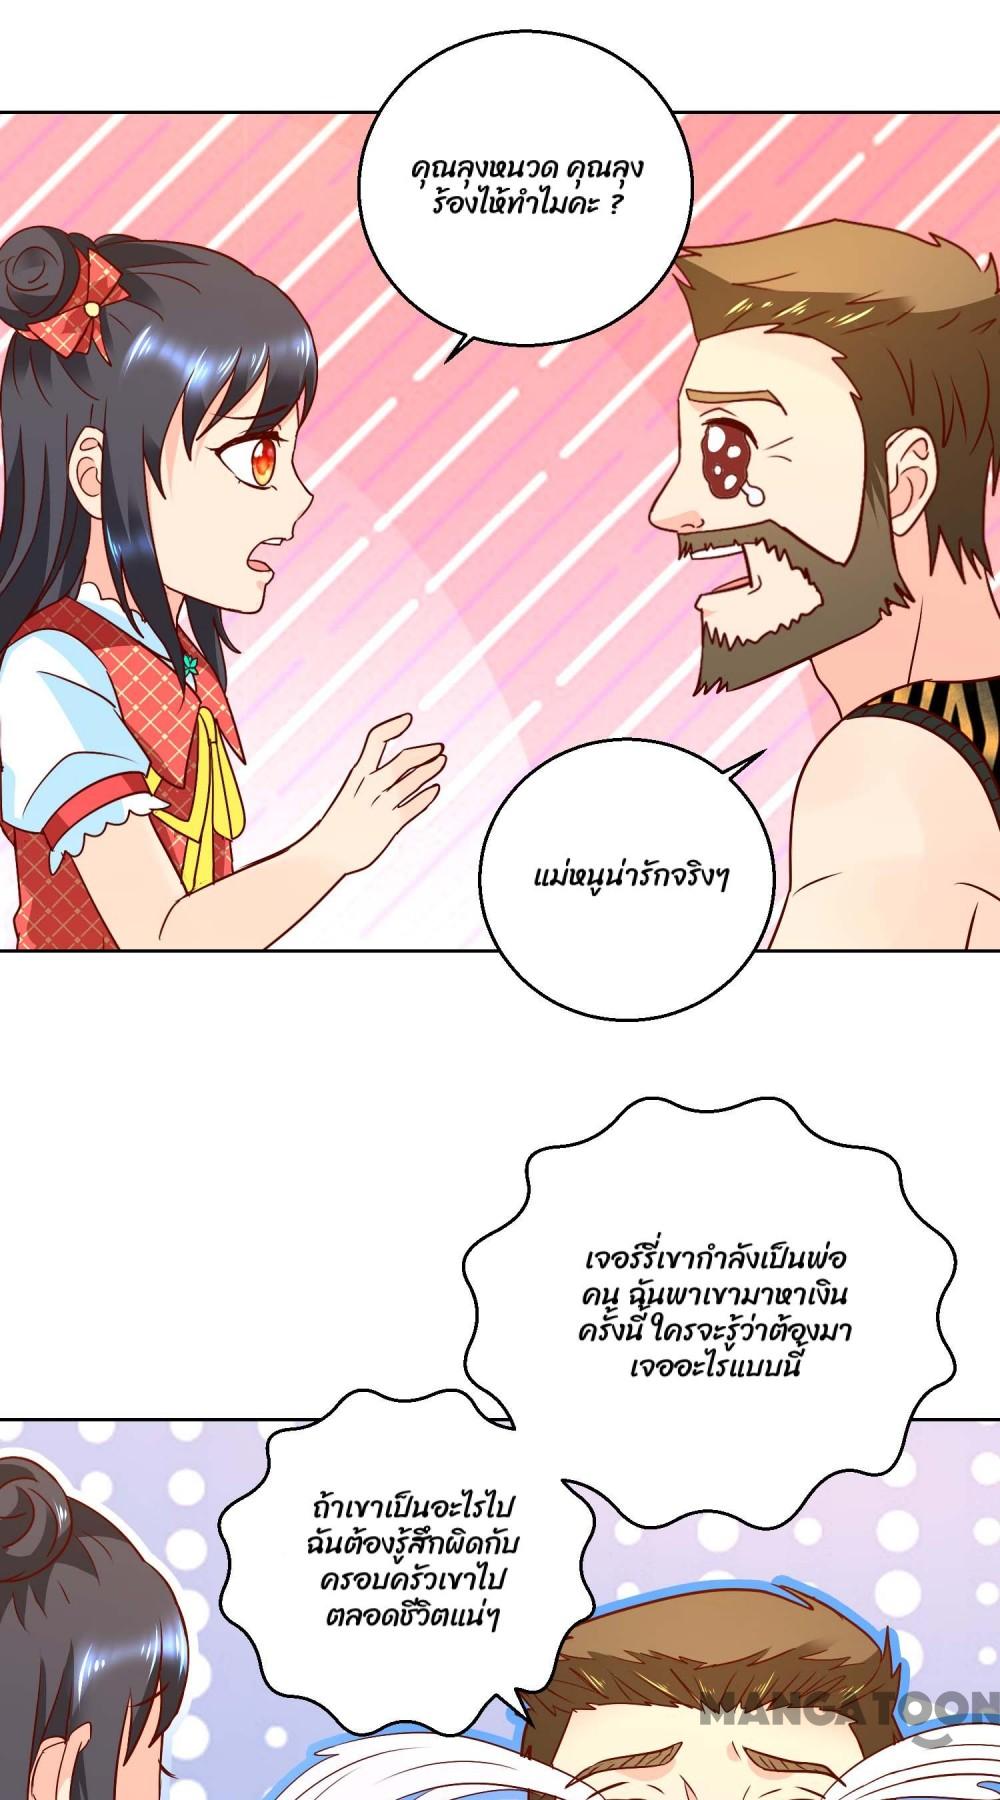 คุณลุงหนวด คุณลุง
ร้องไห้ทำไมคะ ?
แม่หนูน่ารักจริงๆ
เจอร์รี่เขากำลังเป็นพ่อ
คน ฉันพาเขามาหาเงิน
ครั้งนี้ ใครจะรู้ว่าต้องมา
เจออะไรแบบนี้
ถ้าเขาเป็นอะไรไป
ฉันต้องรู้สึกผิดกับ
ครอบครัวเขาไป
ตลอดชีวิตแน่ๆ
MANGATOON